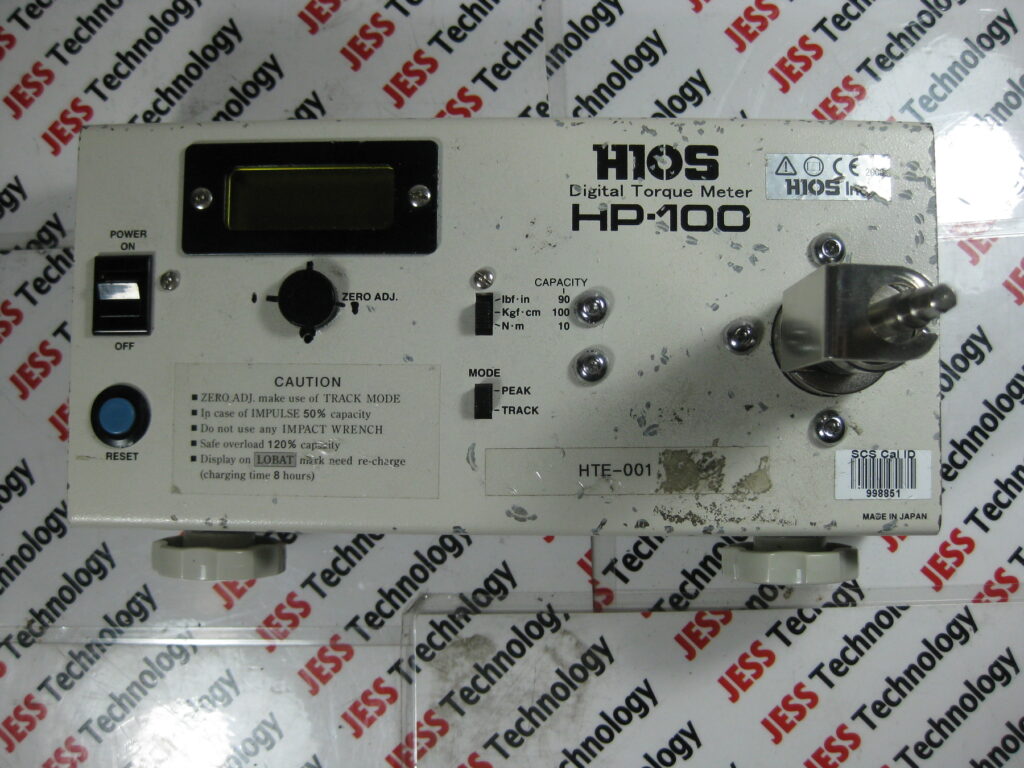 JESS Technology
HIOS
Digital Torque Meter
HP-100
CE
HIOS Inc.
POWER
ON
OFF
RESET
ZERO ADJ.
CAPACITY
lbf·in 90
Kgf·cm 100
N·m 10
MODE
PEAK
TRACK
CAUTION
■ ZERO ADJ. make use of TRACK MODE
■ In case of IMPULSE 50% capacity
■ Do not use any IMPACT WRENCH
■ Safe overload 120% capacity
■ Display on LOBAT mark need re-charge
(charging time 8 hours)
HTE-001
SCS Cal ID
998851
MADE IN JAPAN